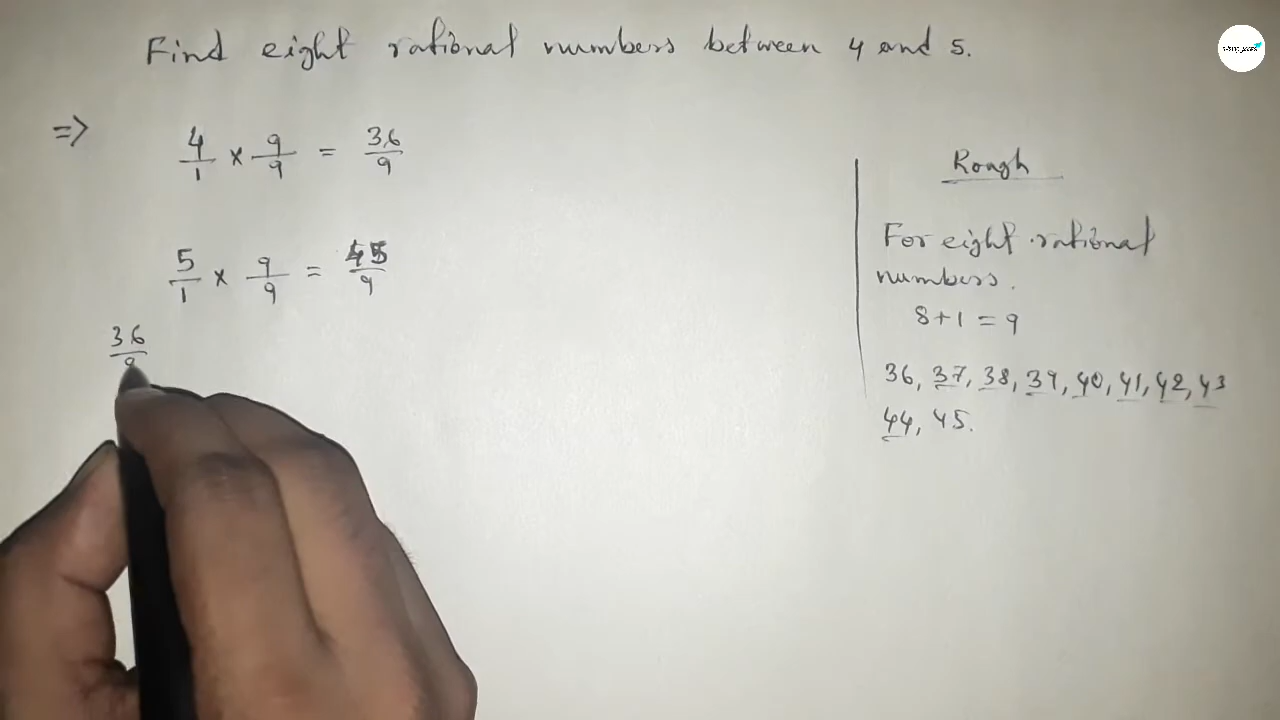 Find eight rational numbers between 4 and 5.
=> 4/1 × 9/9 = 36/9
5/1 × 9/9 = 45/9
36/9
Rough
For eight rational
numbers.
8+1 = 9
36, 37, 38, 39, 40, 41, 42, 43
44, 45.